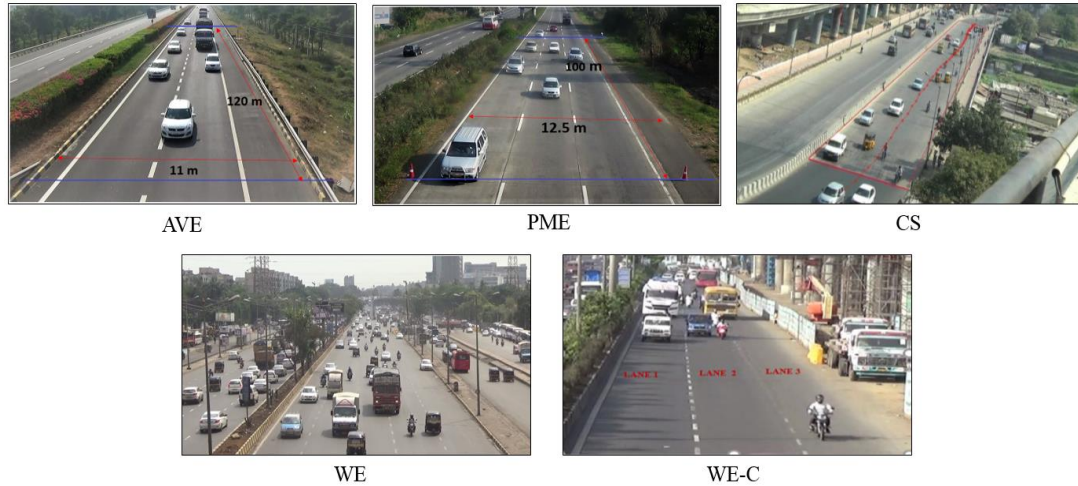 120 m
11 m
100 m
12.5 m
AVE
PME
CS
LANE 1
LANE 2
LANE 3
WE
WE-C